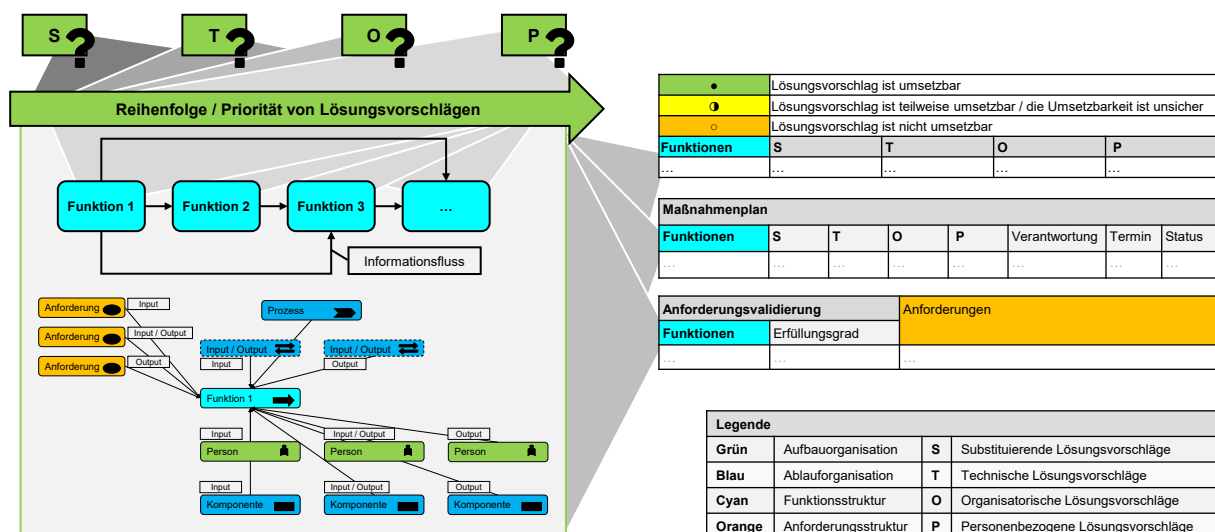 S ?
T ?
O ?
P ?
Reihenfolge / Priorität von Lösungsvorschlägen
Funktion 1
Funktion 2
Funktion 3
...
Informationsfluss
Anforderung
Input
Anforderung
Input / Output
Anforderung
Output
Prozess
Input / Output
Input
Input / Output
Output
Funktion 1
Input
Person
Input / Output
Person
Output
Person
Input
Komponente
Input / Output
Komponente
Output
Komponente
● Lösungsvorschlag ist umsetzbar
◑ Lösungsvorschlag ist teilweise umsetzbar / die Umsetzbarkeit ist unsicher
○ Lösungsvorschlag ist nicht umsetzbar
Funktionen S T O P
... ... ... ... ...
Maßnahmenplan
Funktionen S T O P Verantwortung Termin Status
... ... ... ... ... ... ... ...
Anforderungsvalidierung Anforderungen
Funktionen Erfüllungsgrad
... ... ...
Legende
Grün Aufbauorganisation S Substituierende Lösungsvorschläge
Blau Ablauforganisation T Technische Lösungsvorschläge
Cyan Funktionsstruktur O Organisatorische Lösungsvorschläge
Orange Anforderungsstruktur P Personenbezogene Lösungsvorschläge